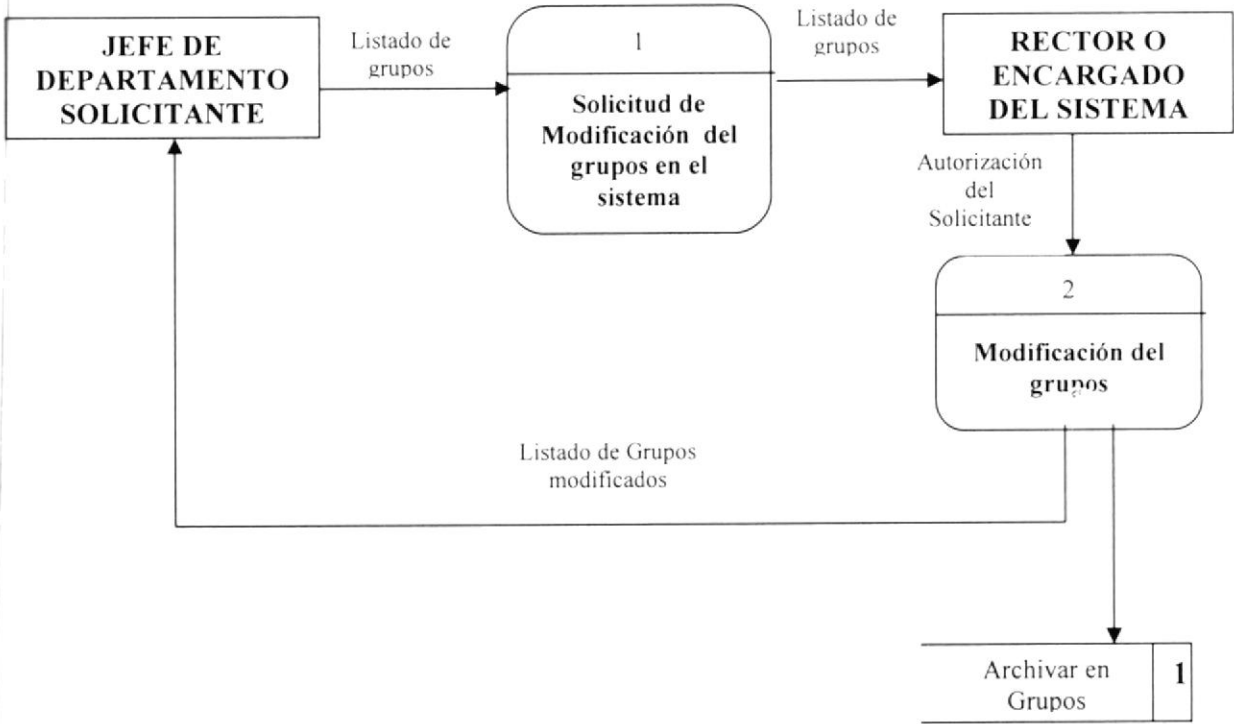 JEFE DE
DEPARTAMENTO
SOLICITANTE
Listado de
grupos
1
Solicitud de
Modificación del
grupos en el
sistema
Listado de
grupos
RECTOR O
ENCARGADO
DEL SISTEMA
Autorización
del
Solicitante
2
Modificación del
grupos
Listado de Grupos
modificados
Archivar en
Grupos
1